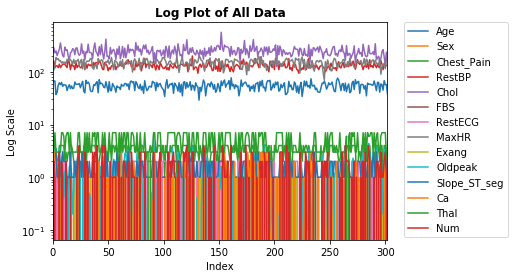 Log Plot of All Data
Log Scale
10²
10¹
10⁰
10⁻¹
0 50 100 150 200 250 300
Index
Age
Sex
Chest_Pain
RestBP
Chol
FBS
RestECG
MaxHR
Exang
Oldpeak
Slope_ST_seg
Ca
Thal
Num